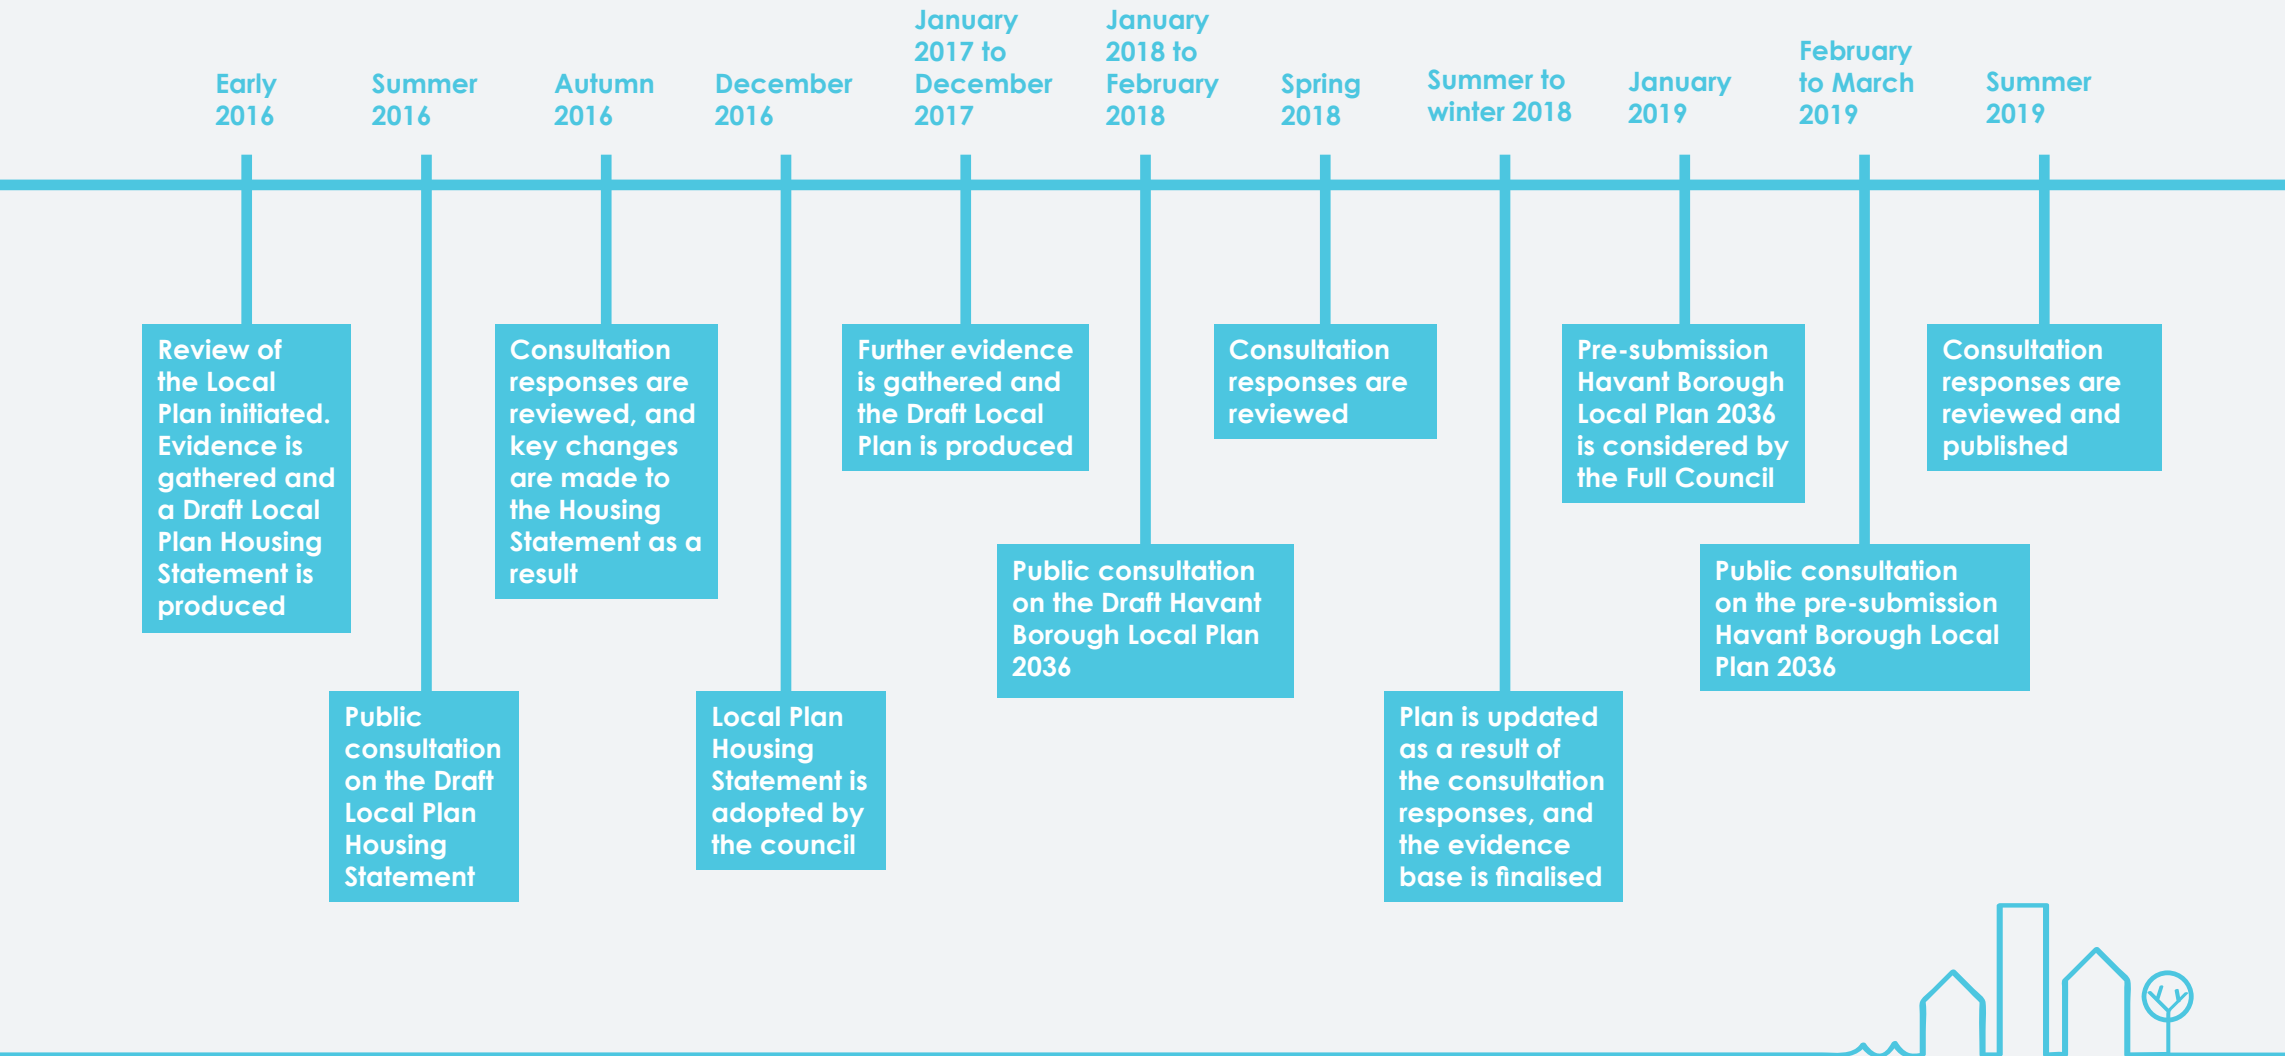 Early
2016
Summer
2016
Autumn
2016
December
2016
January
2017 to
December
2017
January
2018 to
February
2018
Spring
2018
Summer to
winter 2018
January
2019
February
to March
2019
Summer
2019
Review of
the Local
Plan initiated.
Evidence is
gathered and
a Draft Local
Plan Housing
Statement is
produced
Public
consultation
on the Draft
Local Plan
Housing
Statement
Consultation
responses are
reviewed, and
key changes
are made to
the Housing
Statement as a
result
Local Plan
Housing
Statement is
adopted by
the council
Further evidence
is gathered and
the Draft Local
Plan is produced
Public consultation
on the Draft Havant
Borough Local Plan
2036
Consultation
responses are
reviewed
Plan is updated
as a result of
the consultation
responses, and
the evidence
base is finalised
Pre-submission
Havant Borough
Local Plan 2036
is considered by
the Full Council
Public consultation
on the pre-submission
Havant Borough Local
Plan 2036
Consultation
responses are
reviewed and
published